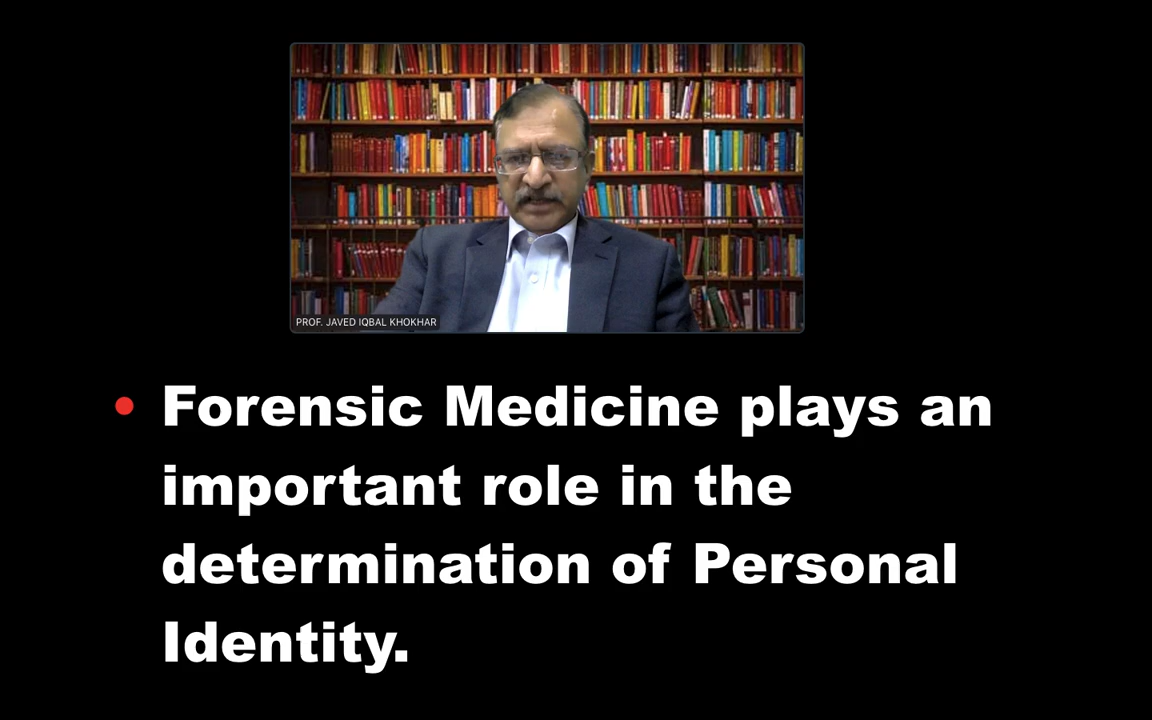 PROF. JAVED IQBAL KHOKHAR
• Forensic Medicine plays an
important role in the
determination of Personal
Identity.